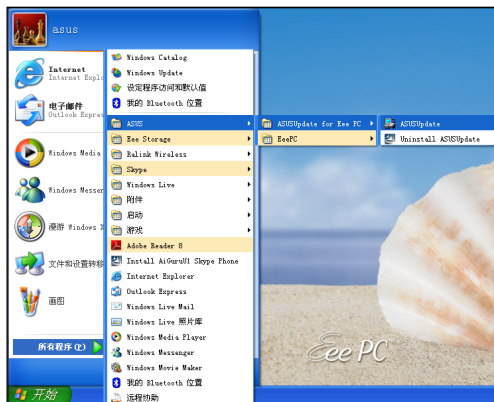 asus
Internet
Internet Explo
电子邮件
Outlook Expres
Windows Media
Windows Messen
漫游 Windows X
文件和设置转移
画图
所有程序(P)
开始
Windows Catalog
Windows Update
设定程序访问和默认值
我的 Bluetooth 位置
ASUS
Eee Storage
Ralink Wireless
Skype
Windows Live
附件
启动
游戏
Adobe Reader 8
Install AiGuruU1 Skype Phone
Internet Explorer
Outlook Express
Windows Live Mail
Windows Live 照片库
Windows Media Player
Windows Messenger
Windows Movie Maker
我的 Bluetooth 位置
远程协助
ASUSUpdate for Eee PC
EeePC
ASUSUpdate
Uninstall ASUSUpdate
Eee PC